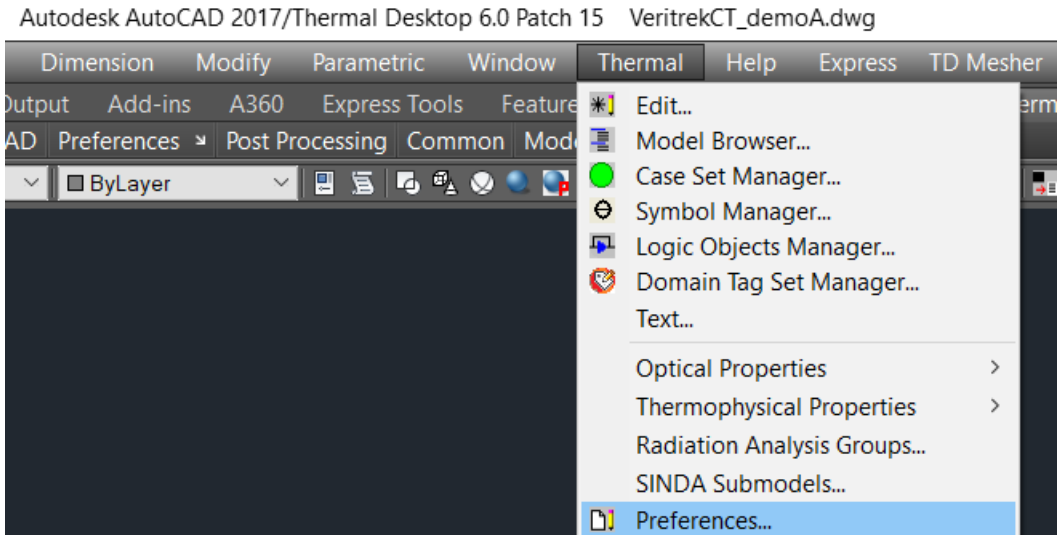 Autodesk AutoCAD 2017/Thermal Desktop 6.0 Patch 15 VeritrekCT_demoA.dwg
Dimension Modify Parametric Window Thermal Help Express TD Mesher
Output Add-ins A360 Express Tools Feature erm
AD Preferences Post Processing Common Mod
ByLayer
Edit...
Model Browser...
Case Set Manager...
Symbol Manager...
Logic Objects Manager...
Domain Tag Set Manager...
Text...
Optical Properties
Thermophysical Properties
Radiation Analysis Groups...
SINDA Submodels...
Preferences...